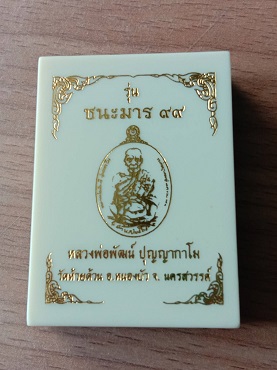 รุ่น
ชนะมาร ๙๙
หลวงพ่อพัฒน์ ปุญญกาโม
วัดห้วยด้วน อ.หนองบัว จ. นครสวรรค์